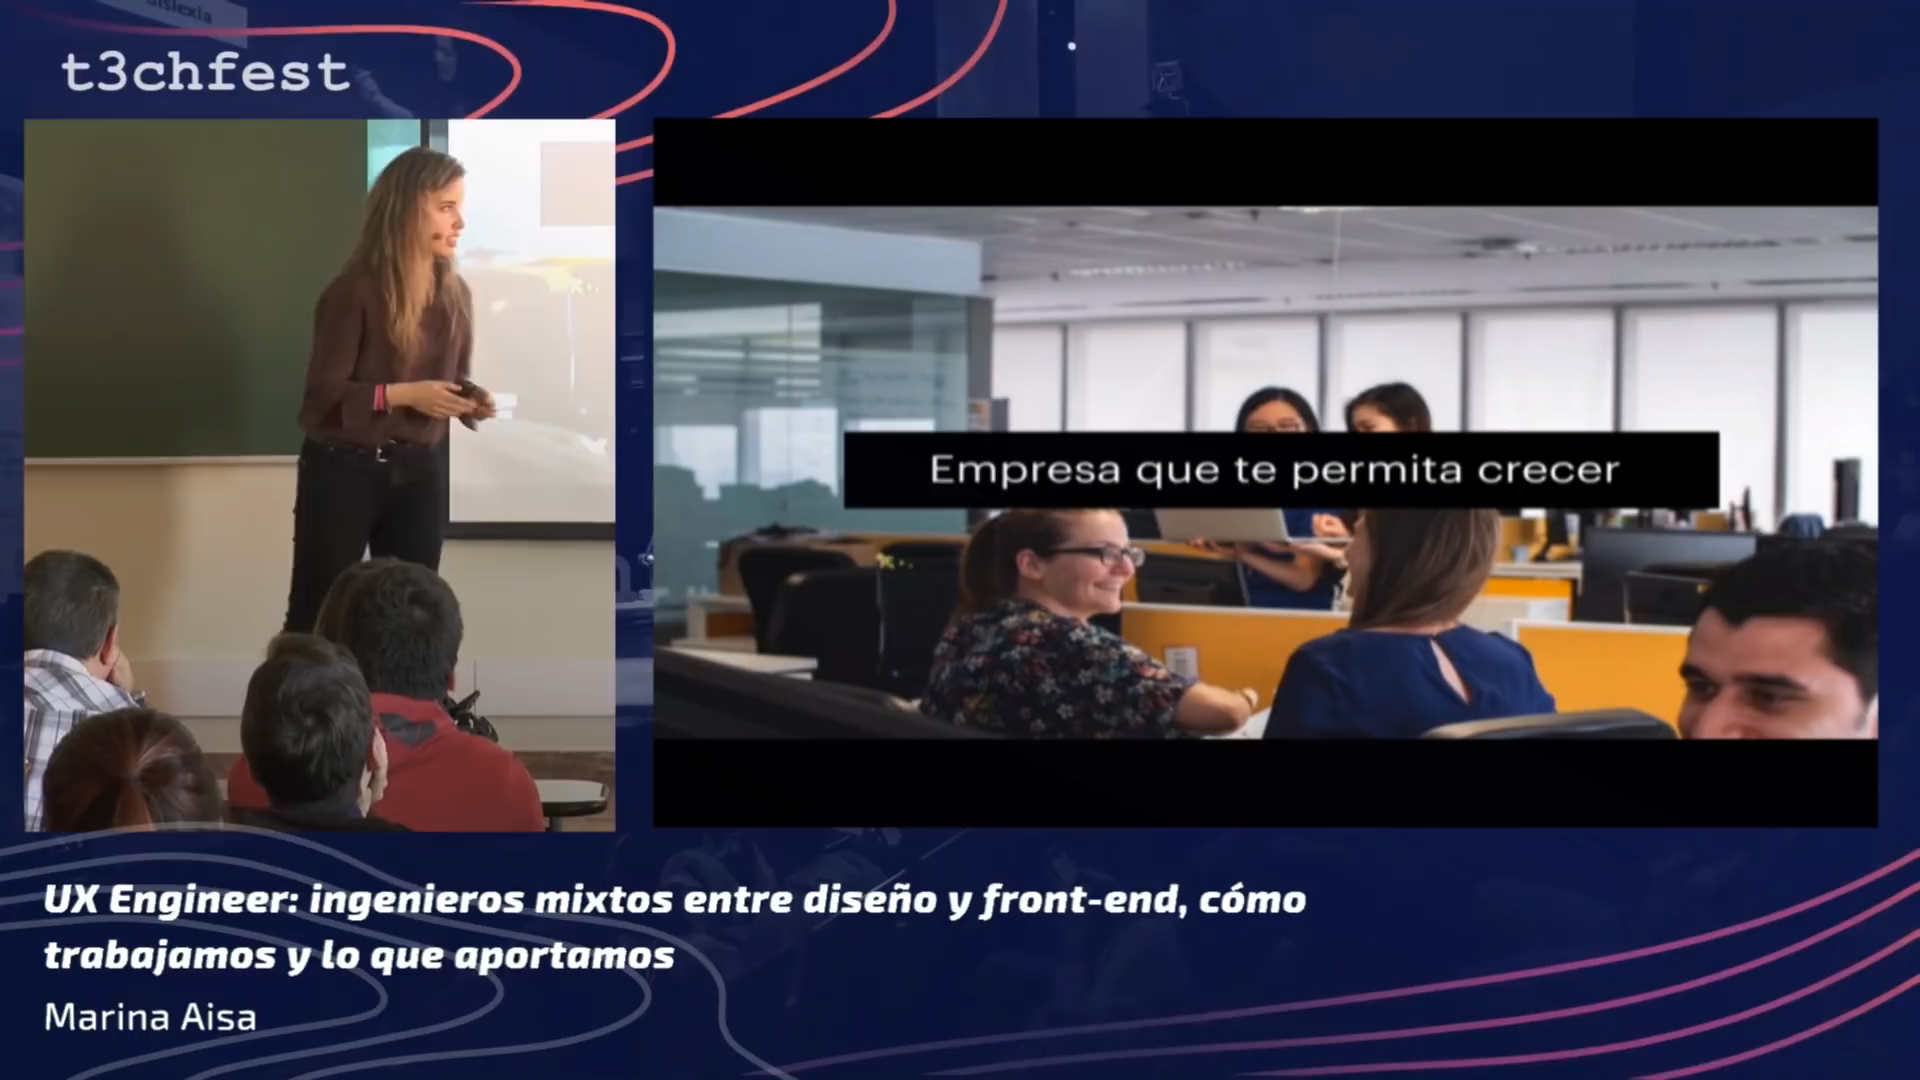 dislexia
t3chfest
Empresa que te permita crecer
UX Engineer: ingenieros mixtos entre diseño y front-end, cómo
trabajamos y lo que aportamos
Marina Aisa